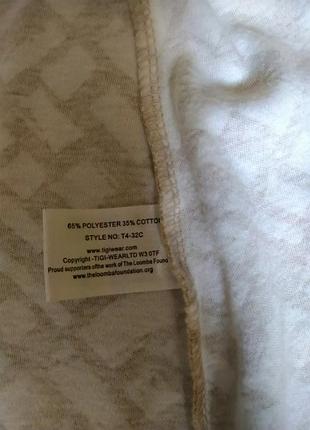 65% POLYESTER 35% COTTON
STYLE NO: T4-32C
www.tigiwear.com
Copyright -TIGI-WEARLTD W3 0TF
Proud supporters ofthe work of The Loomba Found
www.theloombafoundation.org